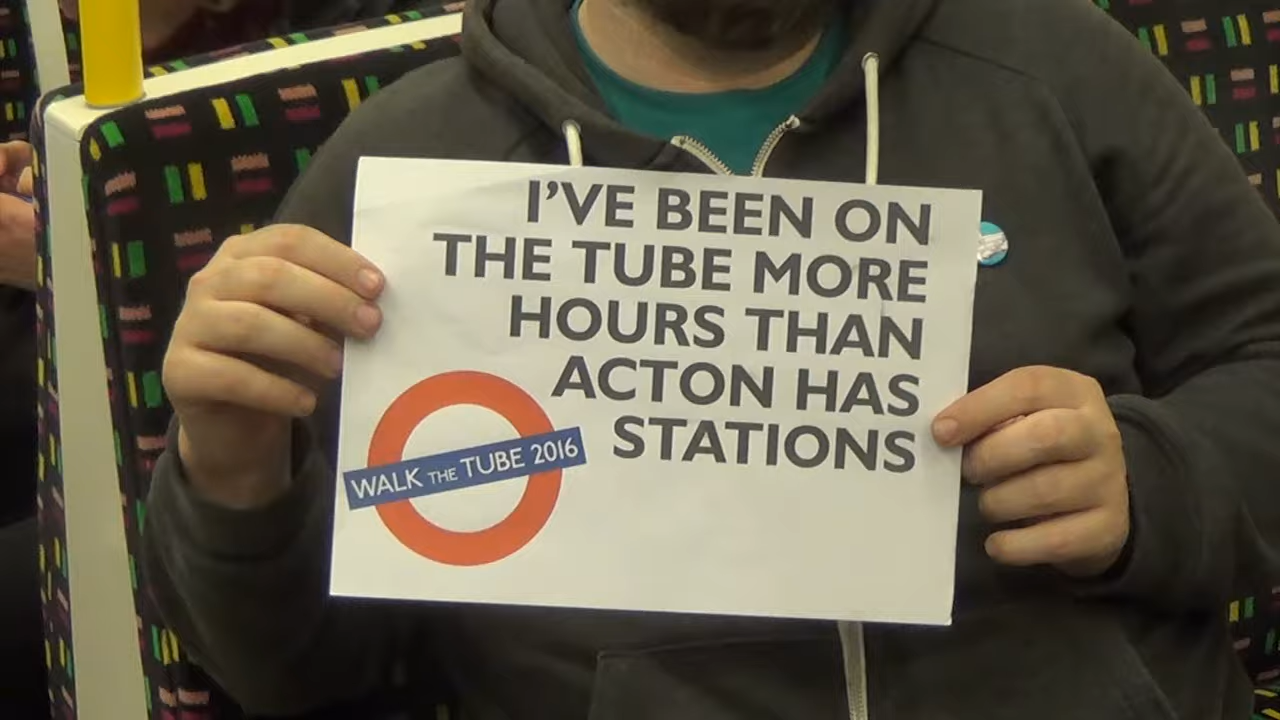 I'VE BEEN ON
THE TUBE MORE
HOURS THAN
ACTON HAS
STATIONS
WALK THE TUBE 2016